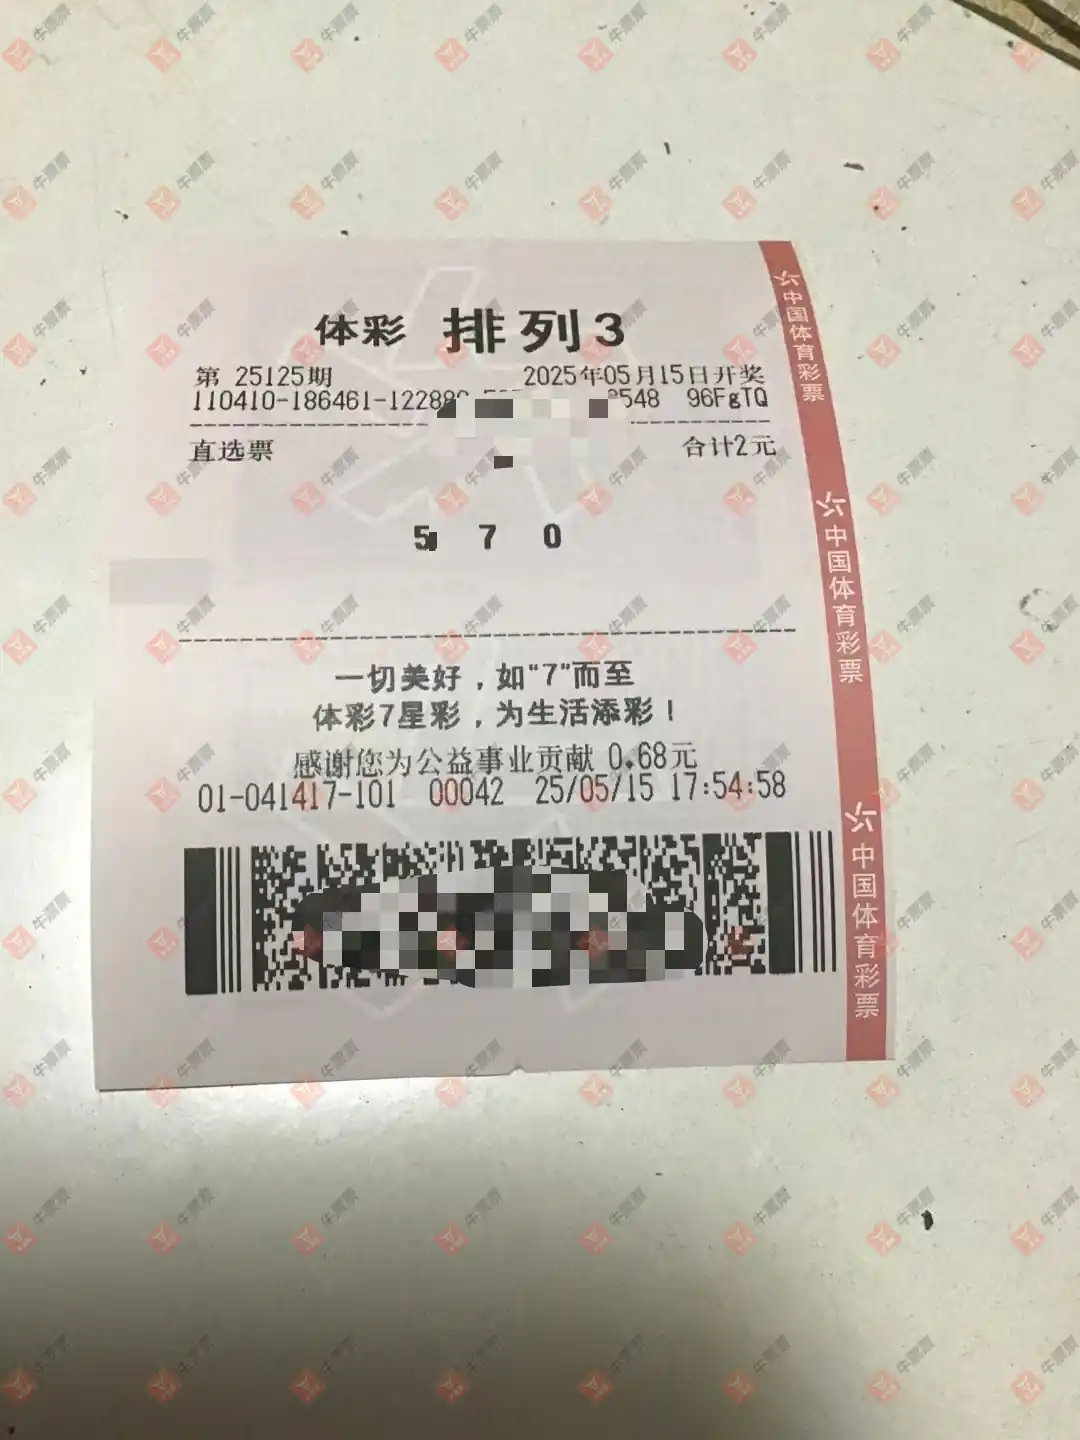 体彩 排列3
第 25125期 2025年05月15日开奖
110410-186461-12288 8548 96FgTQ
直选票 合计2元
5 7 0
一切美好，如“7”而至
体彩7星彩，为生活添彩！
感谢您为公益事业贡献 0.68元
01-041417-101 00042 25/05/15 17:54:58
中国体育彩票
中国体育彩票
中国体育彩票
牛票票